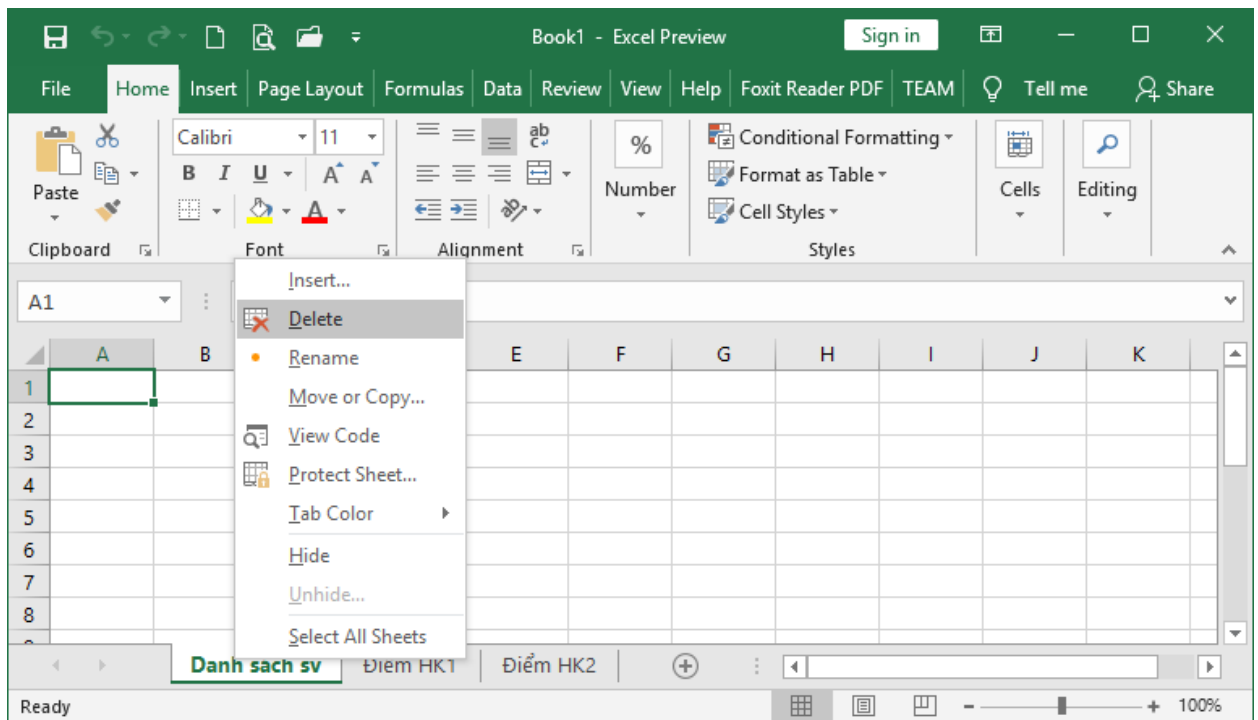 Book1 - Excel Preview Sign in
File Home Insert Page Layout Formulas Data Review View Help Foxit Reader PDF TEAM Tell me Share
Calibri 11 ab % Conditional Formatting
Paste B I U A A Number Format as Table Cells Editing
A Cell Styles
Clipboard Font Alignment Styles
A1
Insert...
Delete
Rename
Move or Copy...
View Code
Protect Sheet...
Tab Color
Hide
Unhide...
Select All Sheets
A B E F G H I J K
1
2
3
4
5
6
7
8
Danh sach sv Điểm HK1 Điểm HK2
Ready 100%